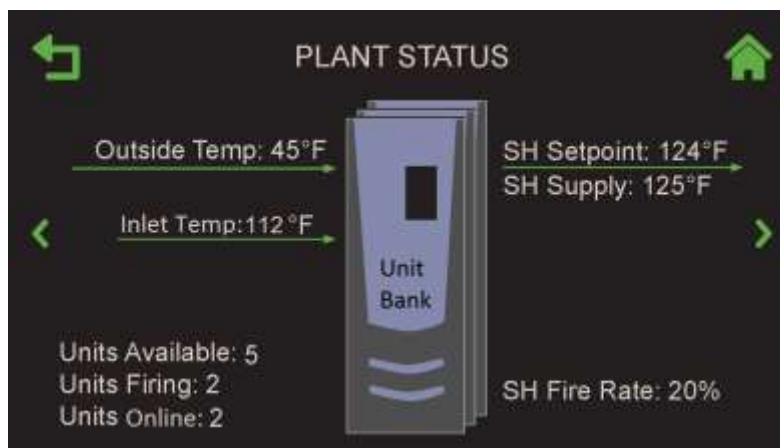 PLANT STATUS
Outside Temp: 45°F
SH Setpoint: 124°F
SH Supply: 125°F
Inlet Temp:112°F
Unit
Bank
Units Available: 5
Units Firing: 2
Units Online: 2
SH Fire Rate: 20%